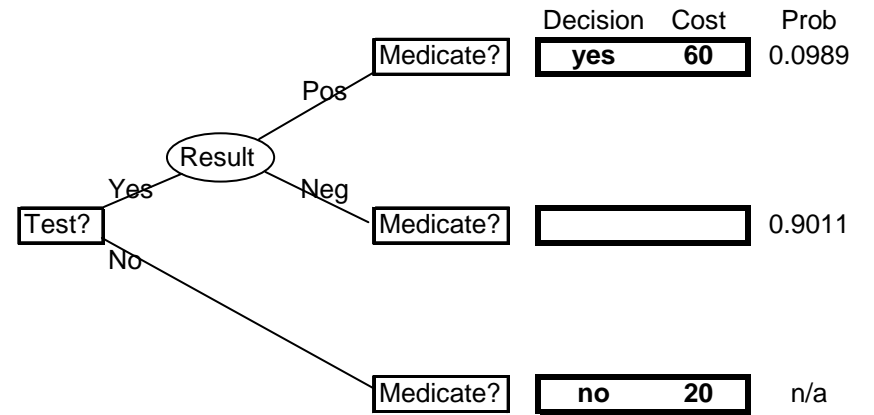 Decision Cost Prob
Medicate? yes 60 0.0989
Pos
Result
Yes Neg
Test? Medicate? 0.9011
No
Medicate? no 20 n/a